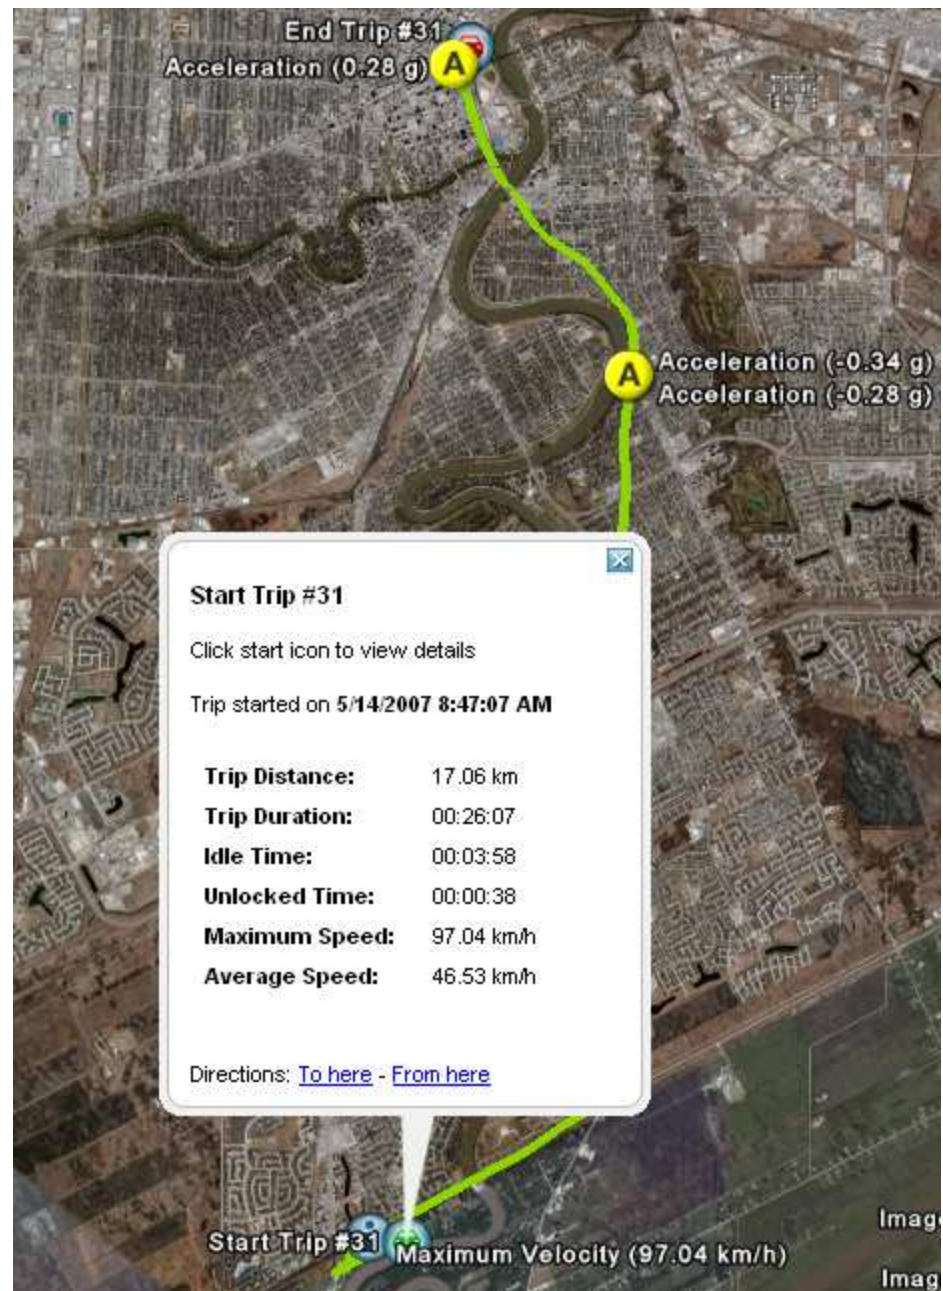 End Trip #31
Acceleration (0.28 g)
A
A
Acceleration (-0.34 g)
Acceleration (-0.28 g)
Start Trip #31
Click start icon to view details
Trip started on 5/14/2007 8:47:07 AM
Trip Distance: 17.06 km
Trip Duration: 00:26:07
Idle Time: 00:03:58
Unlocked Time: 00:00:38
Maximum Speed: 97.04 km/h
Average Speed: 46.53 km/h
Directions: To here - From here
Start Trip #31
Maximum Velocity (97.04 km/h)
Imag
Imag